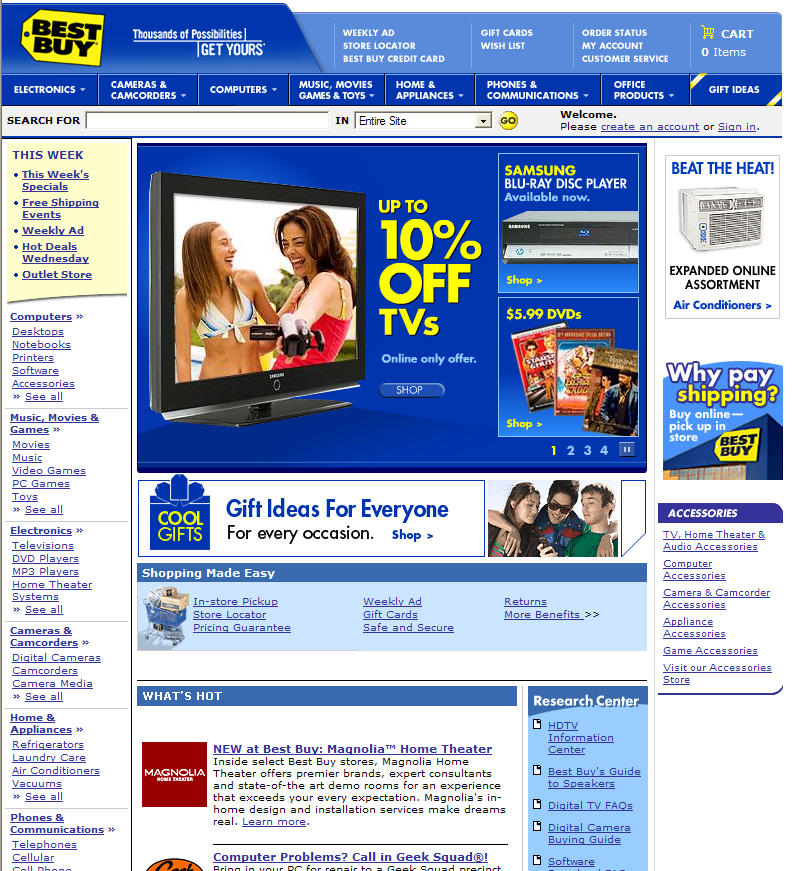 BEST BUY
Thousands of Possibilities
GET YOURS
WEEKLY AD
STORE LOCATOR
BEST BUY CREDIT CARD
GIFT CARDS
WISH LIST
ORDER STATUS
MY ACCOUNT
CUSTOMER SERVICE
CART
0 Items
ELECTRONICS
CAMERAS &
CAMCORDERS
COMPUTERS
MUSIC, MOVIES
GAMES & TOYS
HOME &
APPLIANCES
PHONES &
COMMUNICATIONS
OFFICE
PRODUCTS
GIFT IDEAS
SEARCH FOR
IN
Entire Site
GO
Welcome.
Please create an account or Sign in.
THIS WEEK
This Week's
Specials
Free Shipping
Events
Weekly Ad
Hot Deals
Wednesday
Outlet Store
Computers »
Desktops
Notebooks
Printers
Software
Accessories
» See all
Music, Movies &
Games »
Movies
Music
Video Games
PC Games
Toys
» See all
Electronics »
Televisions
DVD Players
MP3 Players
Home Theater
Systems
» See all
Cameras &
Camcorders »
Digital Cameras
Camcorders
Camera Media
» See all
Home &
Appliances »
Refrigerators
Laundry Care
Air Conditioners
Vacuums
» See all
Phones &
Communications »
Telephones
Cellular
Cell Phone
SAMSUNG
UP TO
10%
OFF
TVs
Online only offer.
SHOP
SAMSUNG
BLU-RAY DISC PLAYER
Available now.
SAMSUNG
Shop >
$5.99 DVDs
Shop >
1 2 3 4
COOL
GIFTS
Gift Ideas For Everyone
For every occasion. Shop >
Shopping Made Easy
In-store Pickup
Store Locator
Pricing Guarantee
Weekly Ad
Gift Cards
Safe and Secure
Returns
More Benefits >>
WHAT'S HOT
MAGNOLIA
HOME THEATER
NEW at Best Buy: Magnolia™ Home Theater
Inside select Best Buy stores, Magnolia Home
Theater offers premier brands, expert consultants
and state-of-the art demo rooms for an experience
that exceeds your every expectation. Magnolia's in-
home design and installation services make dreams
real. Learn more.
Geek
Computer Problems? Call in Geek Squad®!
Bring in your PC for repair to a Geek Squad precinct
Research Center
HDTV
Information
Center
Best Buy's Guide
to Speakers
Digital TV FAQs
Digital Camera
Buying Guide
Software
Download FAQ
BEAT THE HEAT!
EXPANDED ONLINE
ASSORTMENT
Air Conditioners >
Why pay
shipping?
Buy online—
pick up in
store
BEST
BUY
ACCESSORIES
TV, Home Theater &
Audio Accessories
Computer
Accessories
Camera & Camcorder
Accessories
Appliance
Accessories
Game Accessories
Visit our Accessories
Store